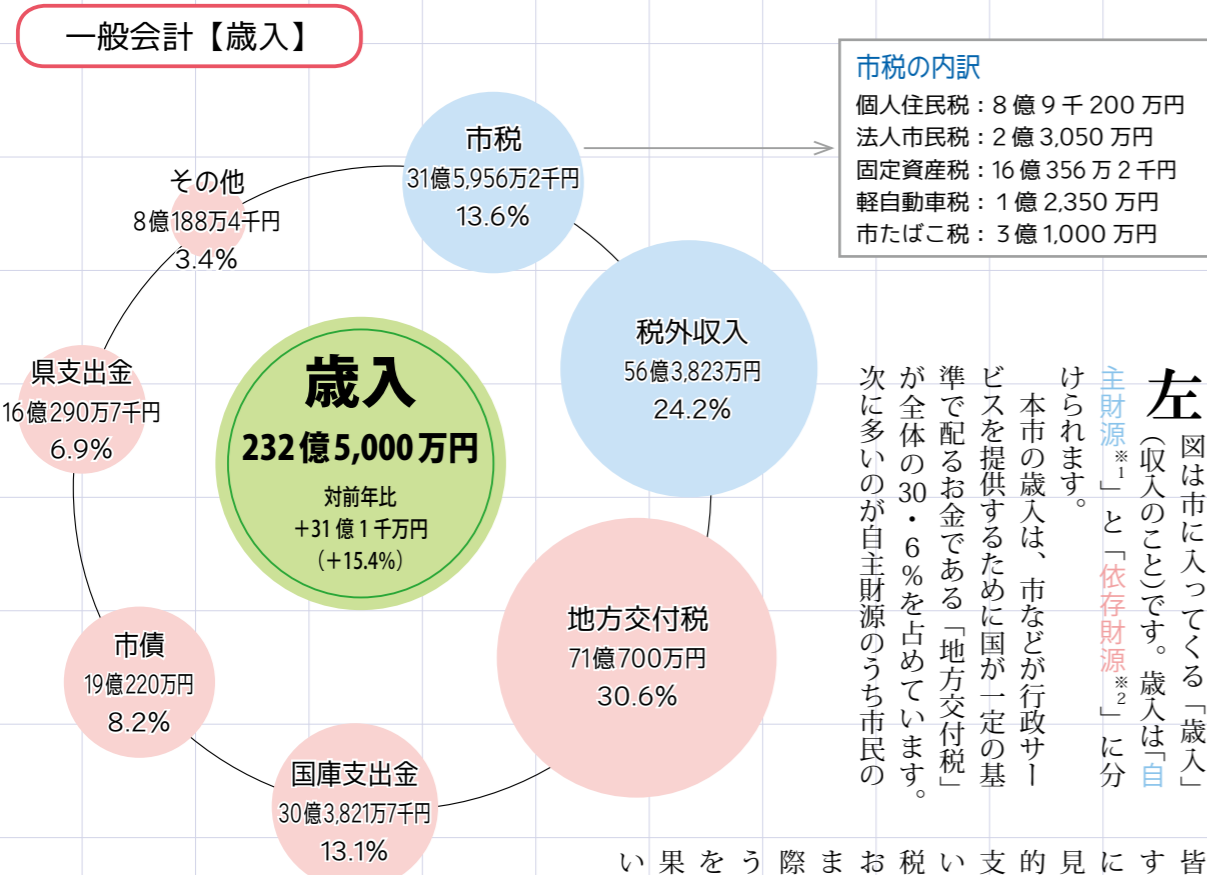 一般会計【歳入】
市税の内訳
個人住民税：8億9千200万円
法人市民税：2億3,050万円
固定資産税：16億356万2千円
軽自動車税：1億2,350万円
市たばこ税：3億1,000万円
市税
31億5,956万2千円
13.6%
税外収入
56億3,823万円
24.2%
地方交付税
71億700万円
30.6%
国庫支出金
30億3,821万7千円
13.1%
市債
19億220万円
8.2%
県支出金
16億290万7千円
6.9%
その他
8億188万4千円
3.4%
歳入
232億5,000万円
対前年比
＋31億1千万円
（＋15.4%）
左図は市に入ってくる「歳入」
（収入のこと）です。歳入は「自
主財源※1」と「依存財源※2」に分
けられます。
本市の歳入は、市などが行政サー
ビスを提供するために国が一定の基
準で配るお金である「地方交付税」
が全体の30・6%を占めています。
次に多いのが自主財源のうち市民の
皆
す
に
見
的
支
い
税
お
ま
際
う
を
果
い